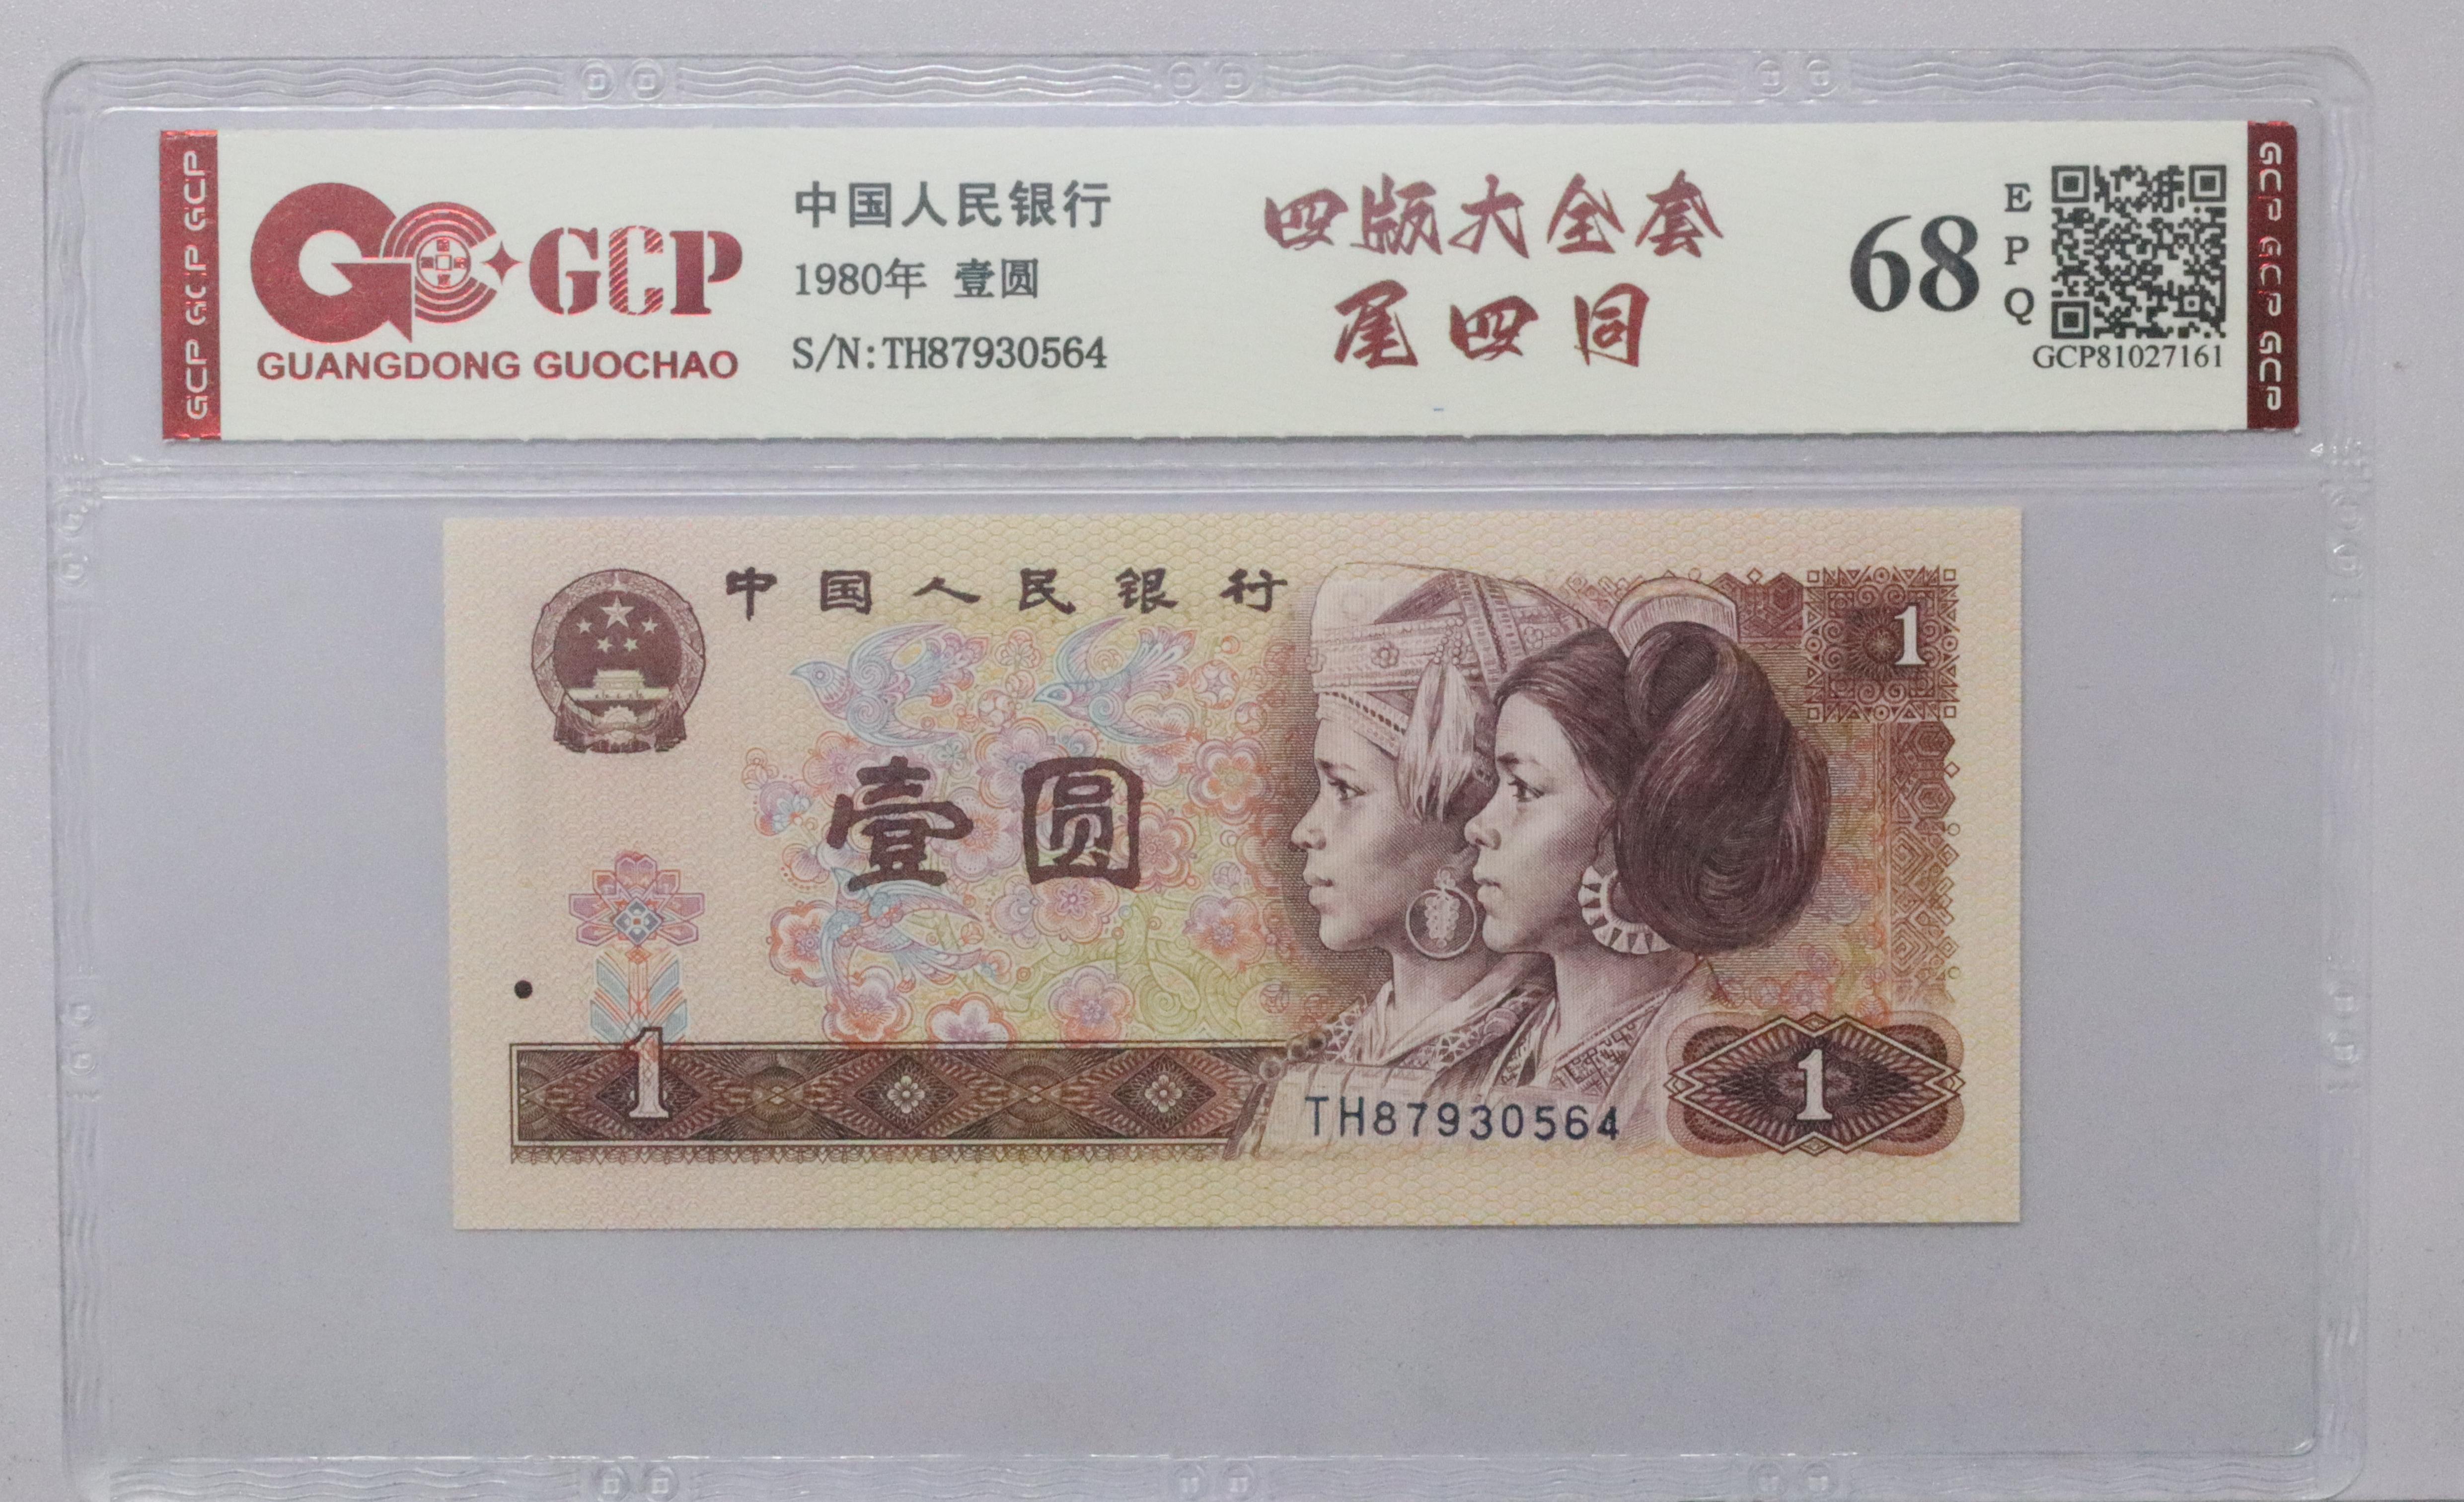 GCP GCP GCP
GCP
GUANGDONG GUOCHAO
中国人民银行
1980年 壹圆
S/N:TH87930564
四版大全套
尾四同
68
EPQ
GCP81027161
GCP GCP GCP
中国人民银行
1
壹圆
1
1
TH87930564